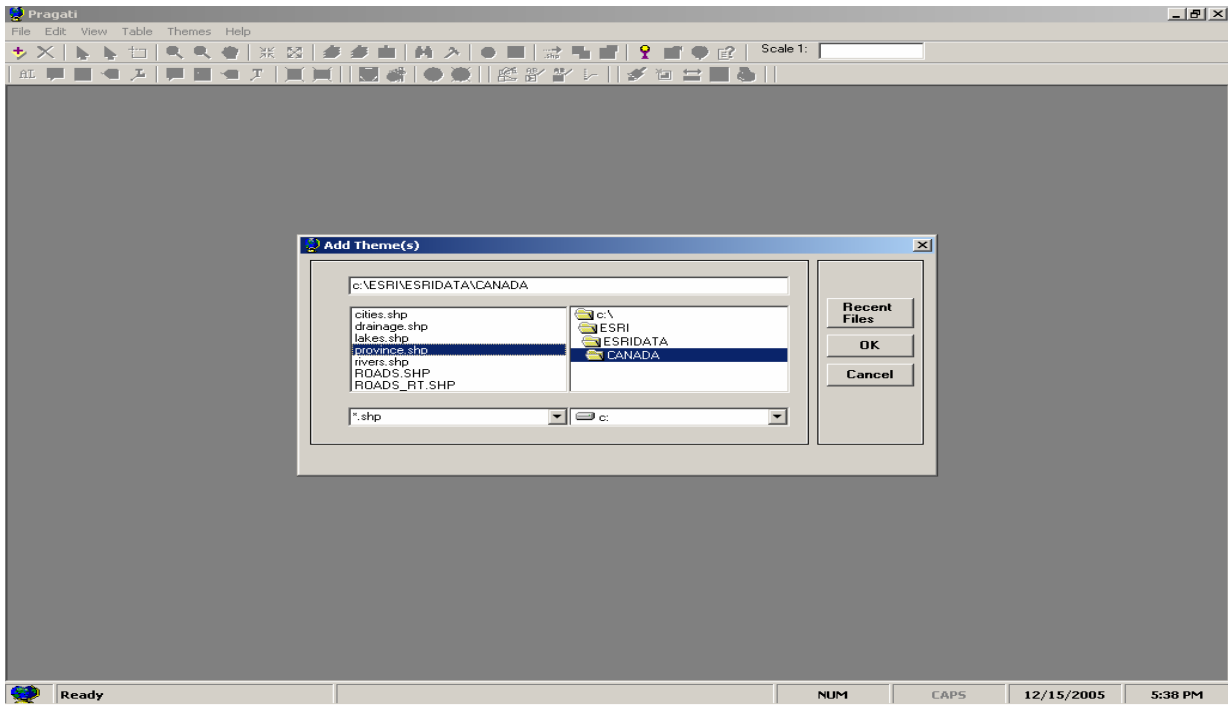 Pragati
File Edit View Table Themes Help
Scale 1:
Add Theme(s)
c:\ESRI\ESRIDATA\CANADA
cities.shp
drainage.shp
lakes.shp
province.shp
rivers.shp
ROADS.SHP
ROADS_RT.SHP
c:\
ESRI
ESRIDATA
CANADA
*.shp
c:
Recent
Files
OK
Cancel
Ready NUM CAPS 12/15/2005 5:38 PM